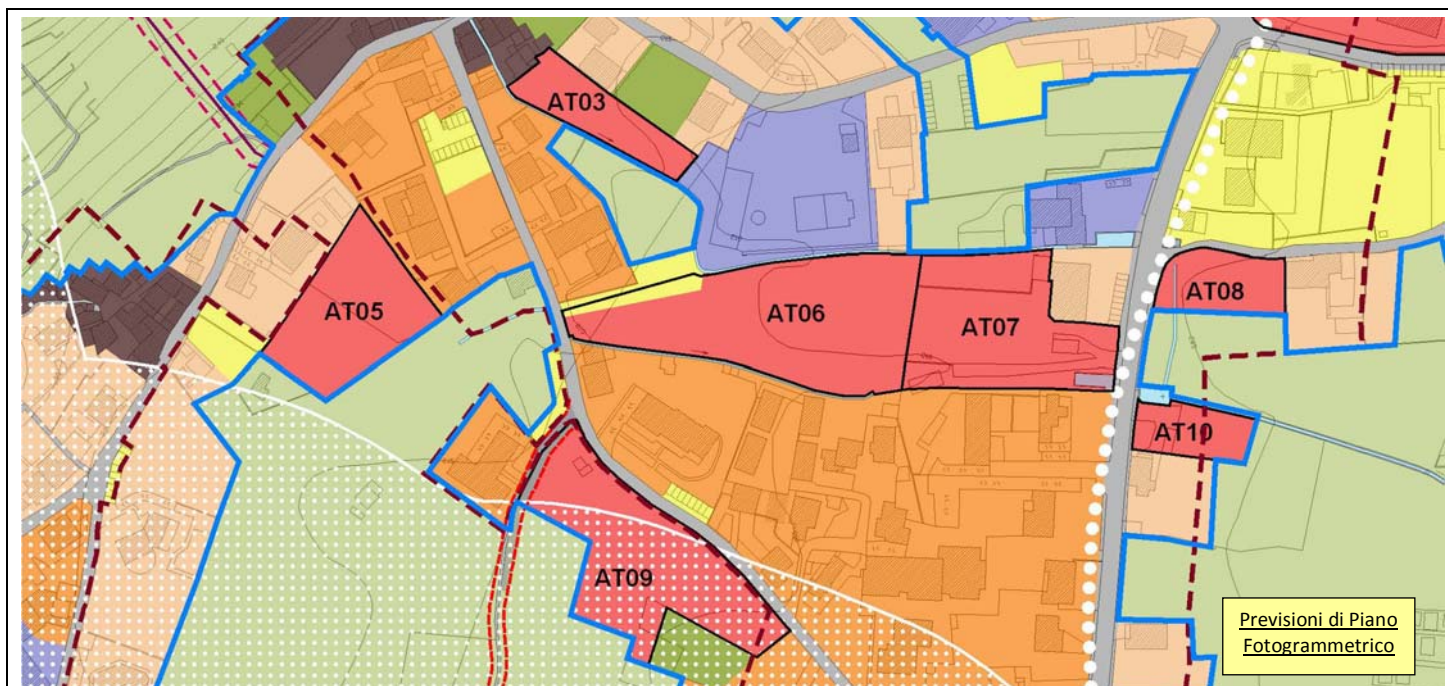 AT03
AT05
AT06
AT07
AT08
AT10
AT09
Previsioni di Piano
Fotogrammetrico